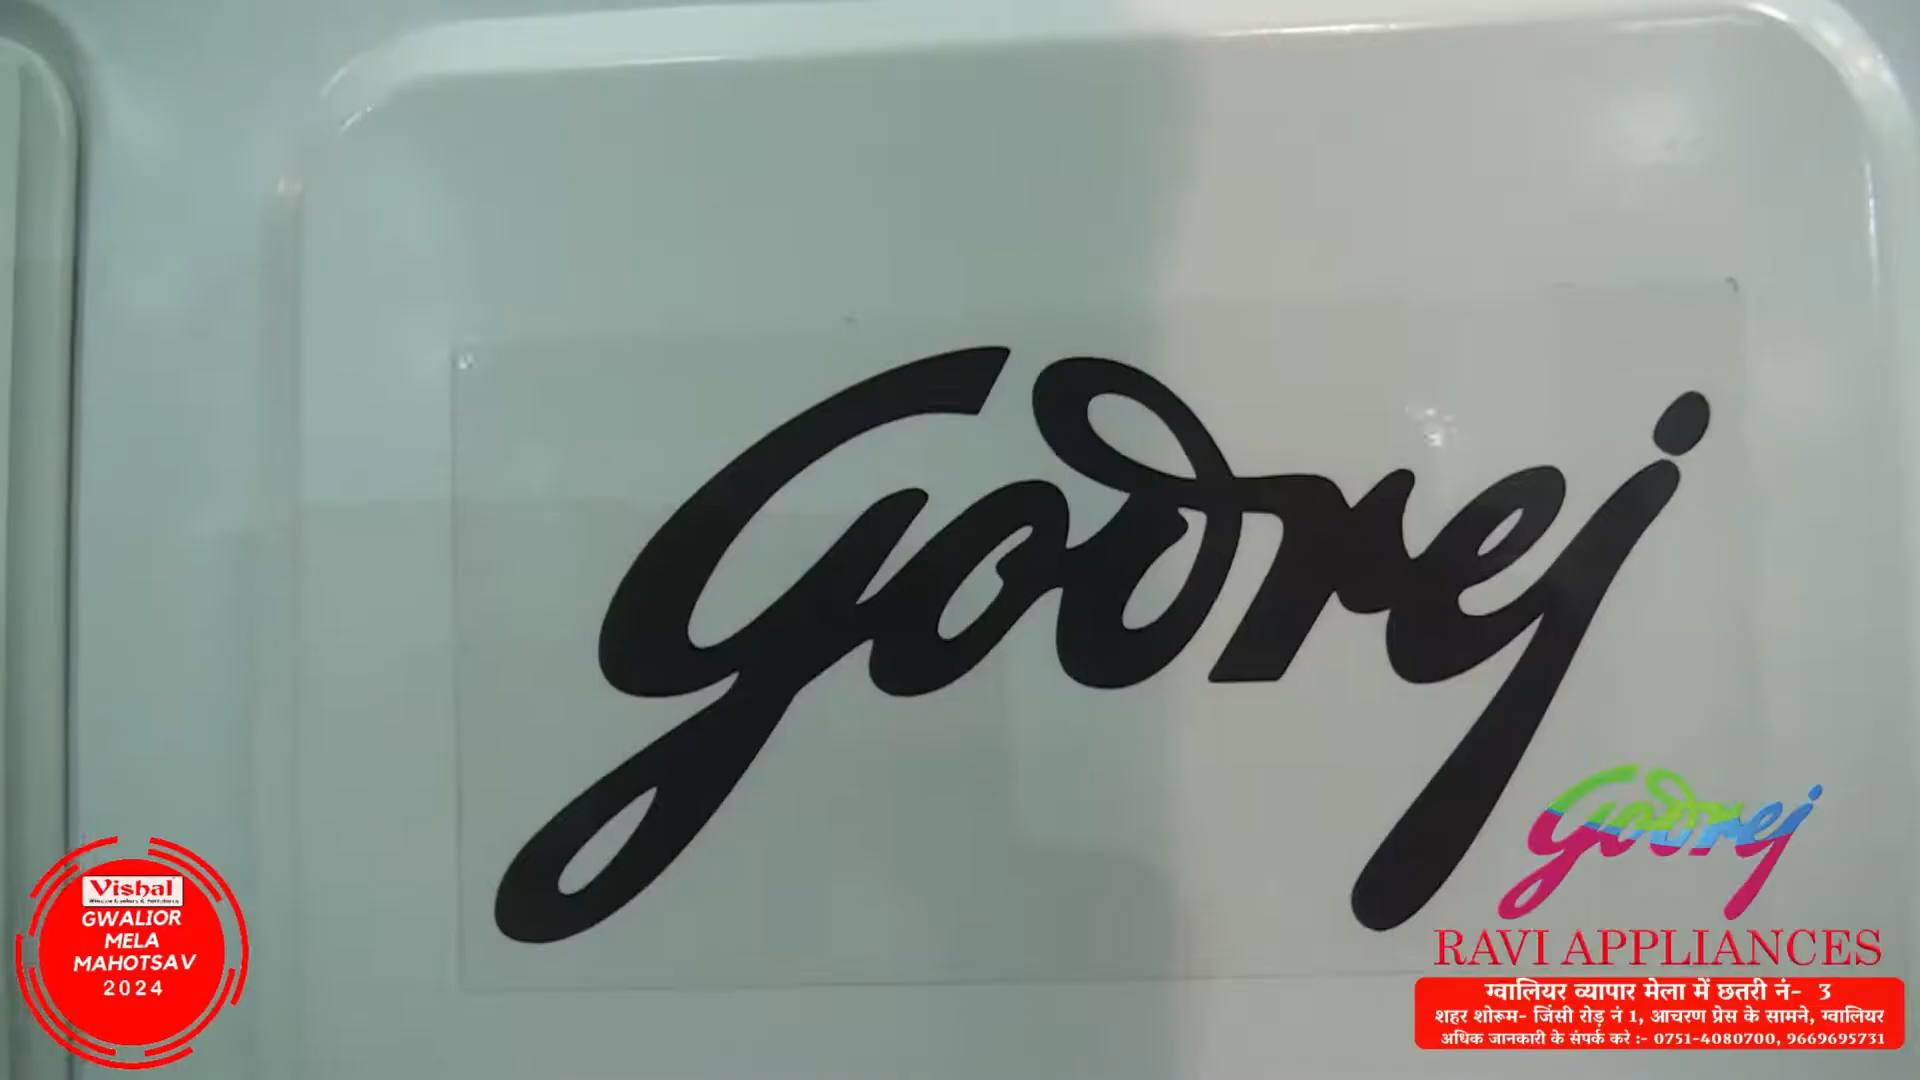 Godrej
Godrej
RAVI APPLIANCES
ग्वालियर व्यापार मेला में छतरी नं- 3
शहर शोरूम- जिंसी रोड़ नं 1, आचरण प्रेस के सामने, ग्वालियर
अधिक जानकारी के संपर्क करे :- 0751-4080700, 9669695731
Vishal
GWALIOR
MELA
MAHOTSAV
2024